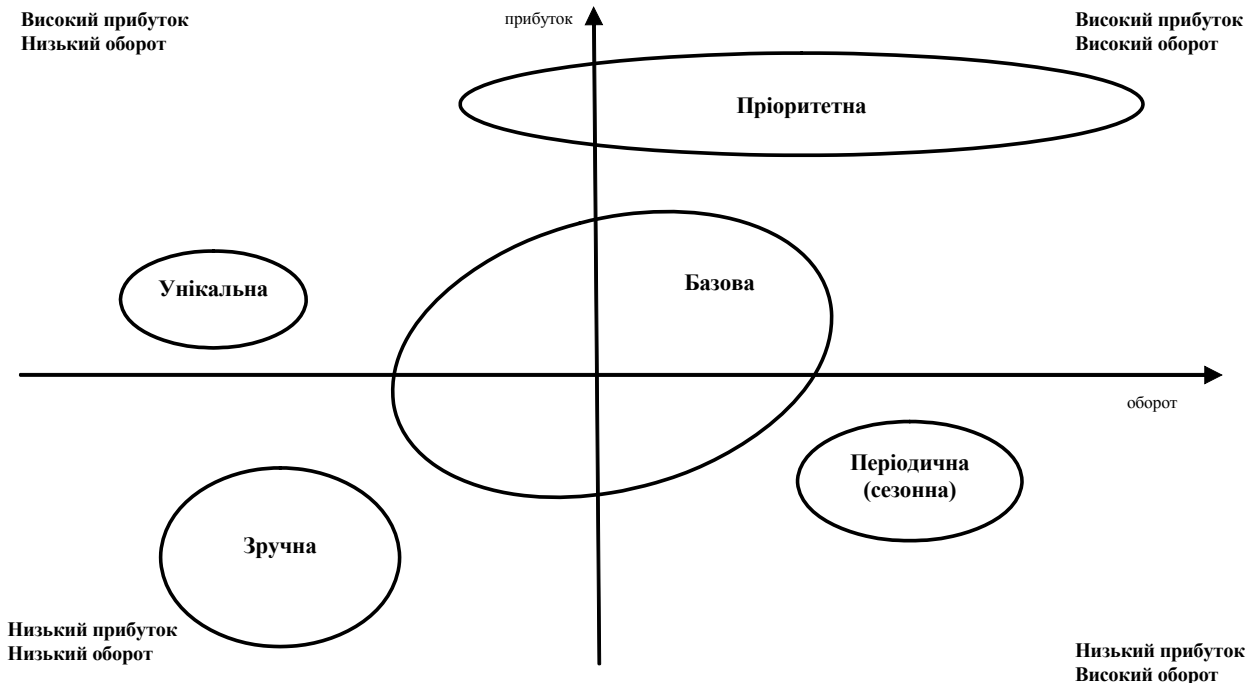 Високий прибуток
Низький оборот
прибуток
Високий прибуток
Високий оборот
Пріоритетна
Унікальна
Базова
оборот
Періодична
(сезонна)
Зручна
Низький прибуток
Низький оборот
Низький прибуток
Високий оборот